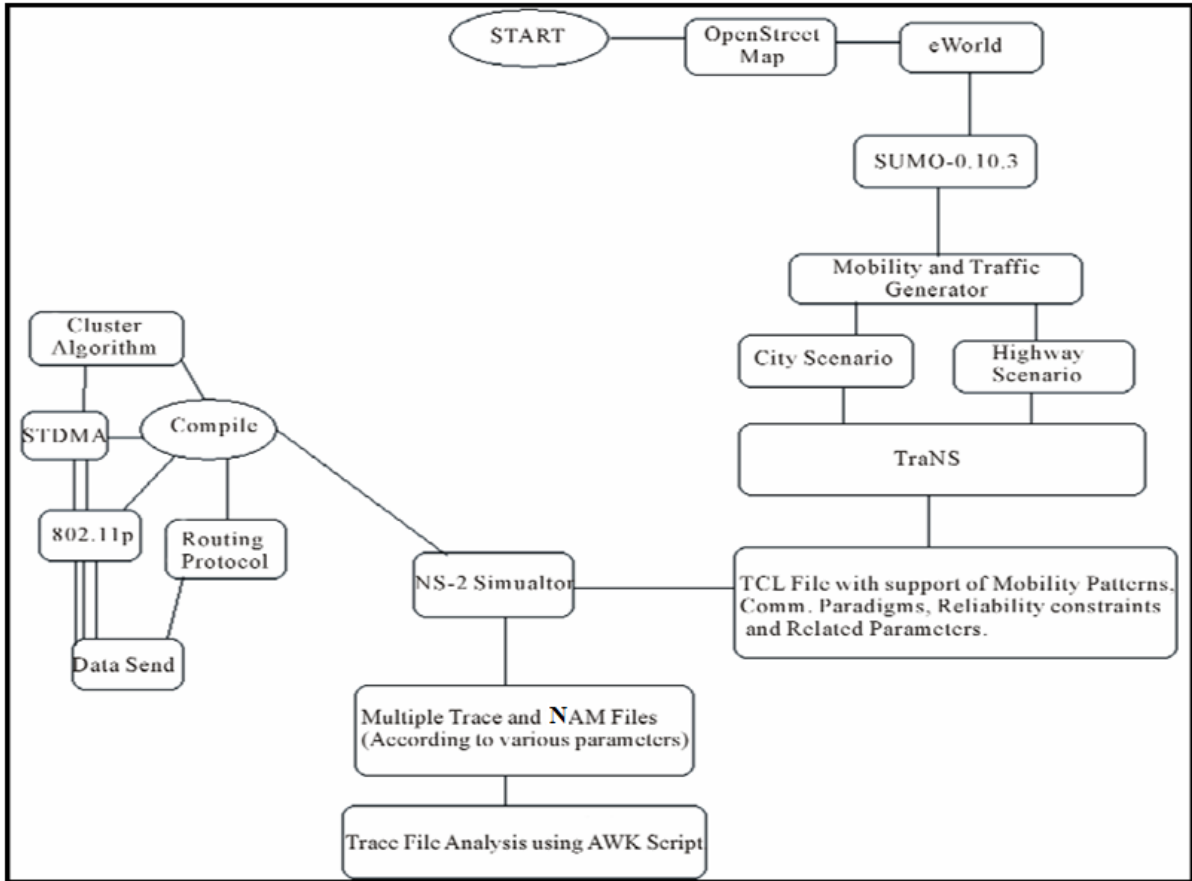 START
OpenStreet
Map
eWorld
SUMO-0.10.3
Mobility and Traffic
Generator
City Scenario
Highway
Scenario
TraNS
TCL File with support of Mobility Patterns,
Comm. Paradigms, Reliability constraints
and Related Parameters.
NS-2 Simualtor
Cluster
Algorithm
Compile
STDMA
802.11p
Routing
Protocol
Data Send
Multiple Trace and NAM Files
(According to various parameters)
Trace File Analysis using AWK Script